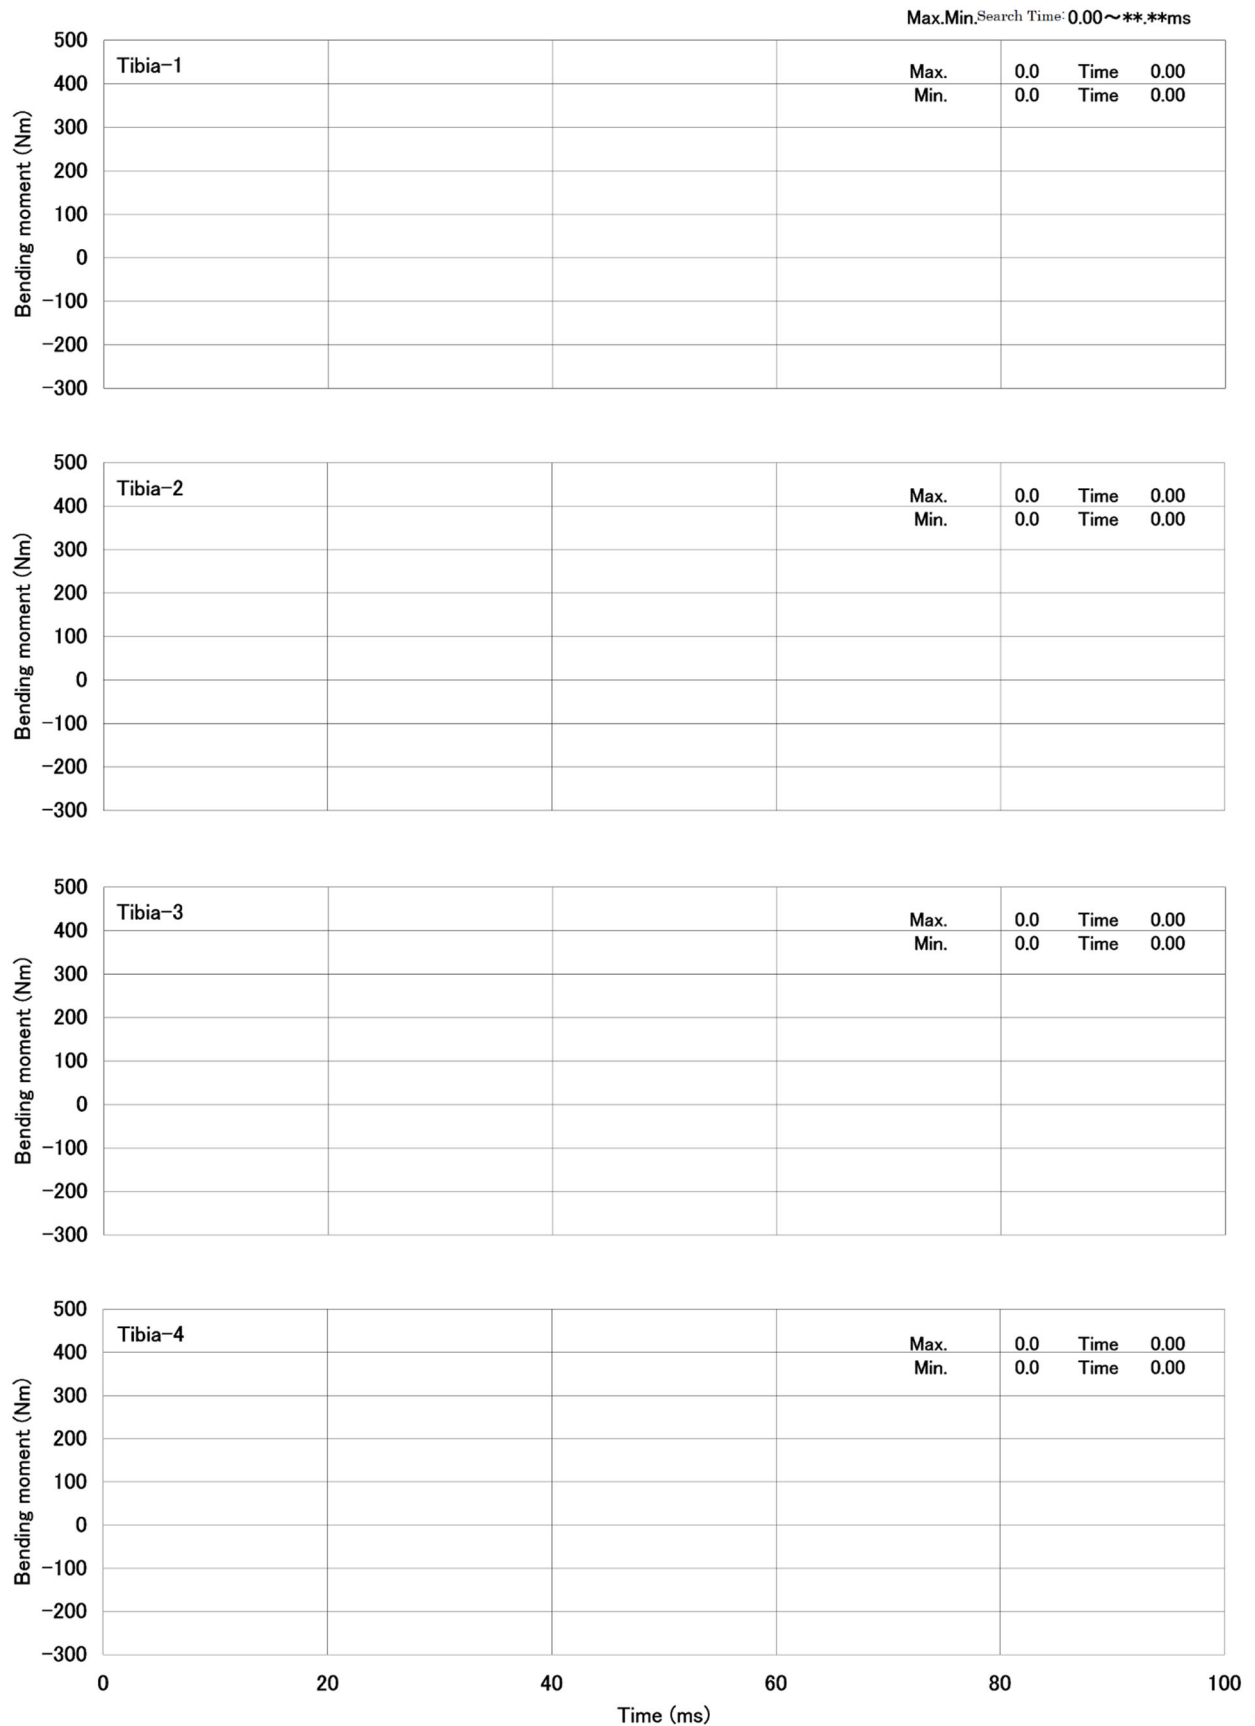 Max.Min.Search Time: 0.00～**.**ms
500
Tibia-1
Max. 0.0 Time 0.00
400
Min. 0.0 Time 0.00
300
200
100
0
-100
-200
-300
Bending moment (Nm)
500
Tibia-2
Max. 0.0 Time 0.00
400
Min. 0.0 Time 0.00
300
200
100
0
-100
-200
-300
Bending moment (Nm)
500
Tibia-3
Max. 0.0 Time 0.00
400
Min. 0.0 Time 0.00
300
200
100
0
-100
-200
-300
Bending moment (Nm)
500
Tibia-4
Max. 0.0 Time 0.00
400
Min. 0.0 Time 0.00
300
200
100
0
-100
-200
-300
Bending moment (Nm)
0 20 40 60 80 100
Time (ms)